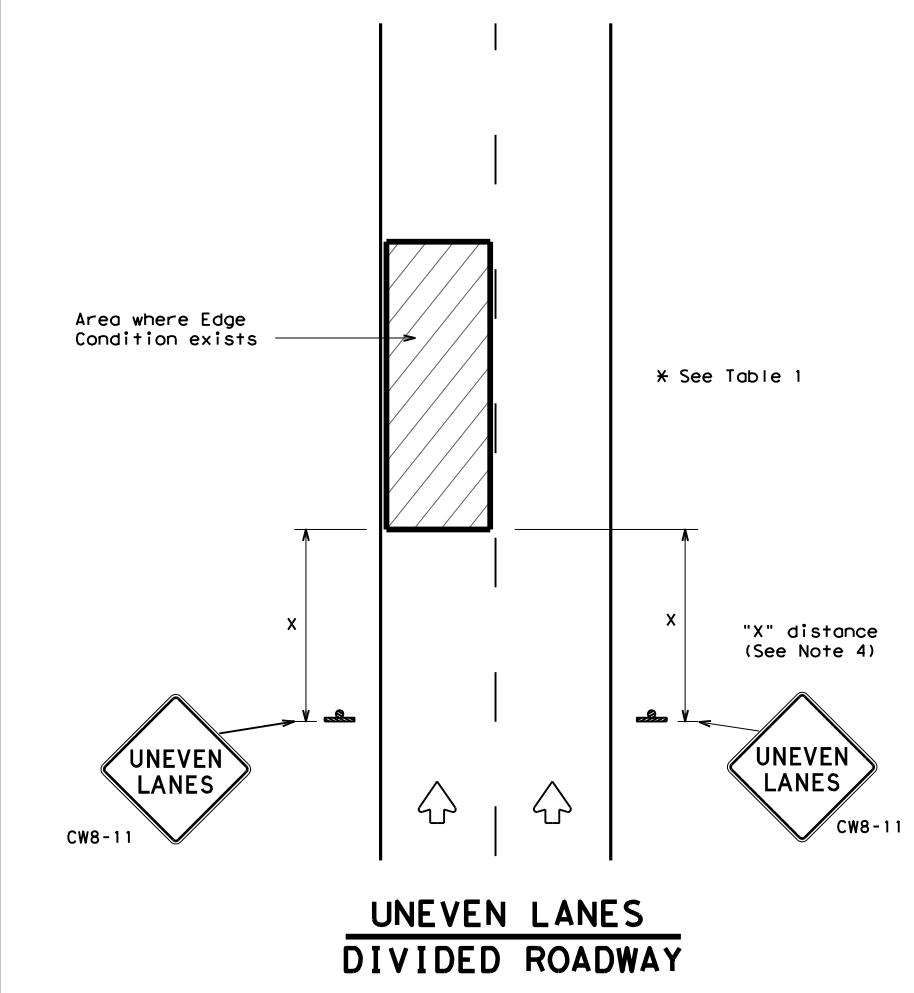 Area where Edge
Condition exists
* See Table 1
X
X
"X" distance
(See Note 4)
UNEVEN
LANES
CW8-11
UNEVEN
LANES
CW8-11
UNEVEN LANES
DIVIDED ROADWAY